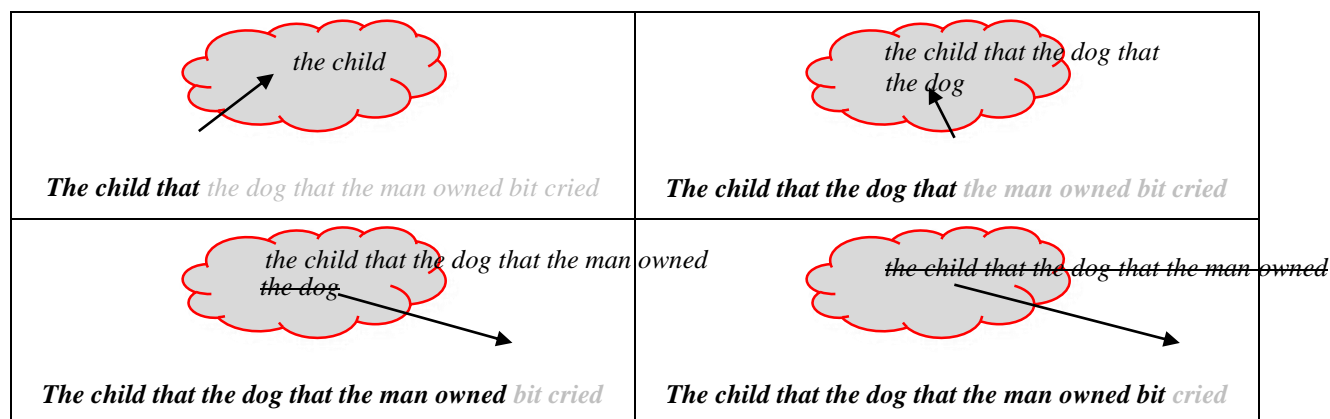 the child
The child that the dog that the man owned bit cried
the child that the dog that
the dog
The child that the dog that the man owned bit cried
the child that the dog that the man owned
the dog
The child that the dog that the man owned bit cried
the child that the dog that the man owned
The child that the dog that the man owned bit cried